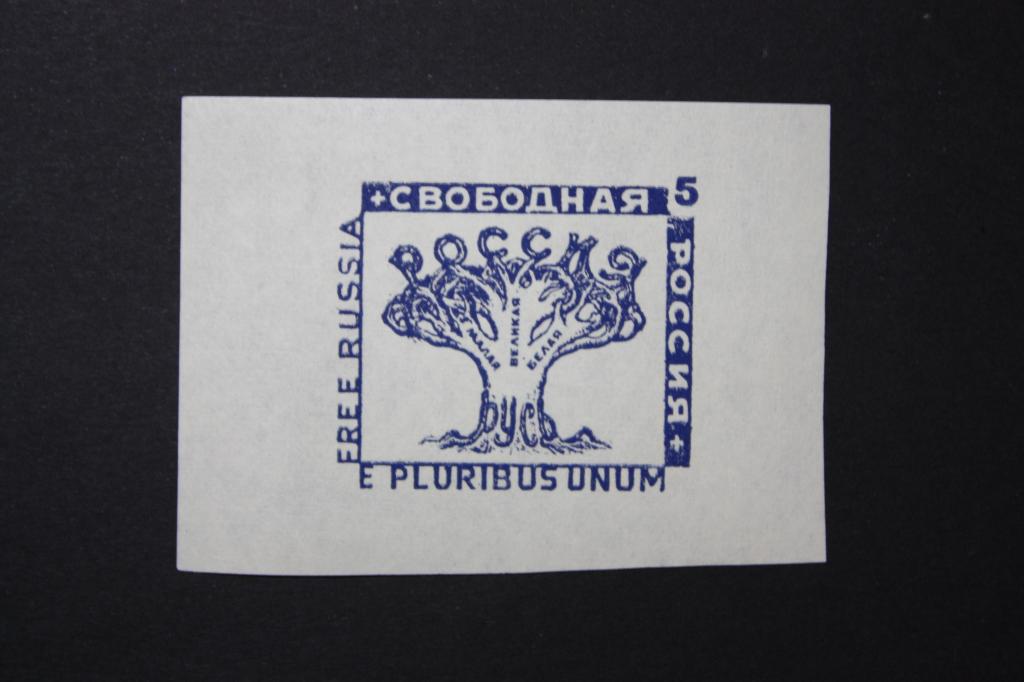 +СВОБОДНАЯ
5
РОССИЯ+
FREE RUSSIA
РОССИЯ
МАЛАЯ
ВЕЛИКАЯ
БЕЛАЯ
РУСЬ
E PLURIBUS UNUM